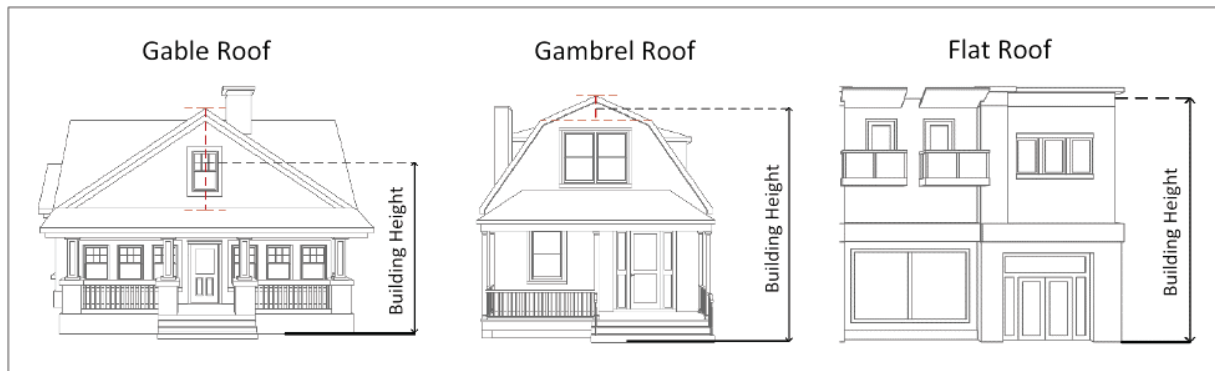 Gable Roof
Gambrel Roof
Flat Roof
Building Height
Building Height
Building Height